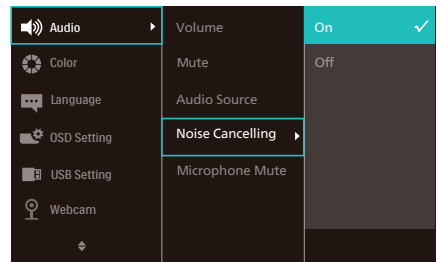 Audio
Color
Language
OSD Setting
USB Setting
Webcam
Volume
Mute
Audio Source
Noise Cancelling
Microphone Mute
On
Off